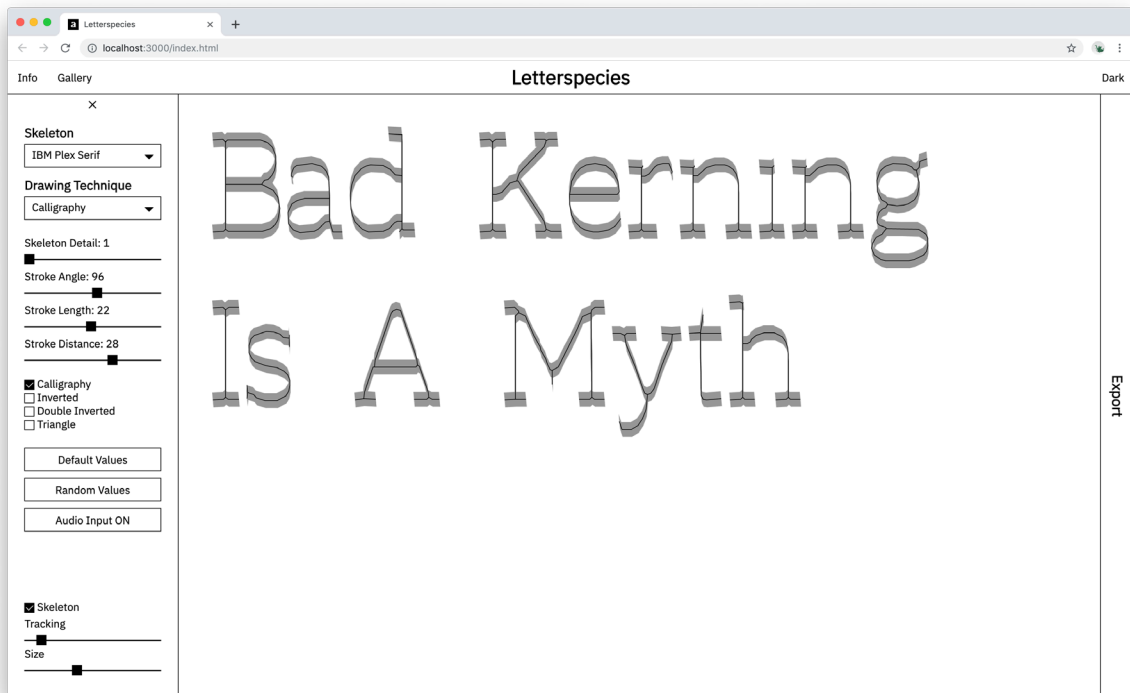 Letterspecies
localhost:3000/index.html
Info
Gallery
Letterspecies
Dark
Skeleton
IBM Plex Serif
Drawing Technique
Calligraphy
Skeleton Detail: 1
Stroke Angle: 96
Stroke Length: 22
Stroke Distance: 28
Calligraphy
Inverted
Double Inverted
Triangle
Default Values
Random Values
Audio Input ON
Skeleton
Tracking
Size
Bad Kernıng
Is A Myth
Export